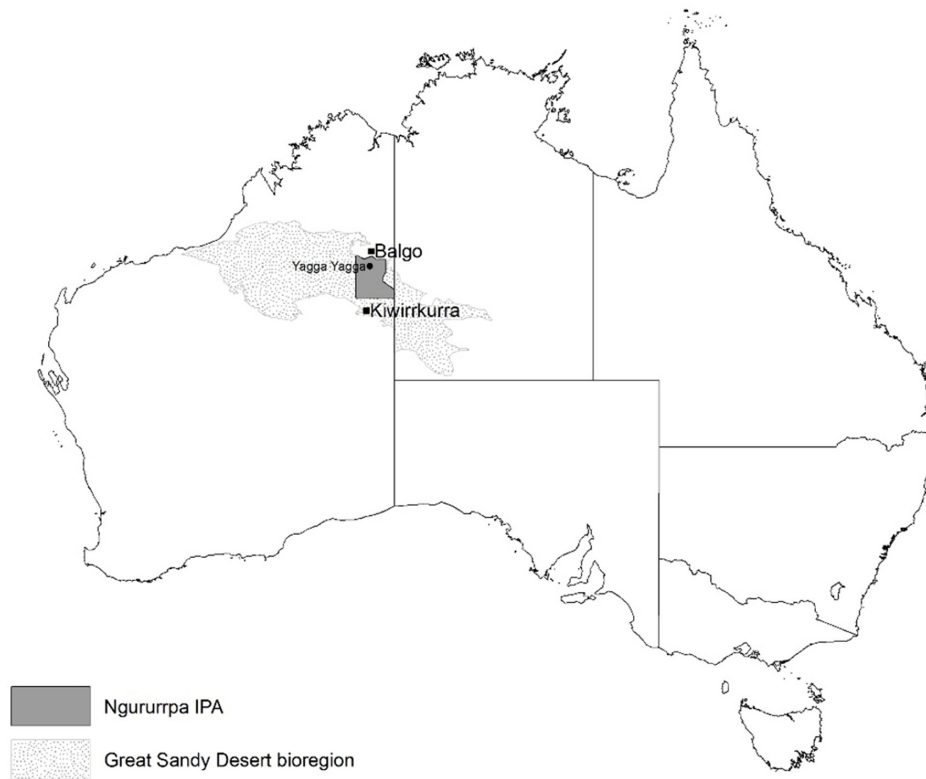 Balgo
Yagga Yagga
Kiwirrkurra
Ngururrpa IPA
Great Sandy Desert bioregion